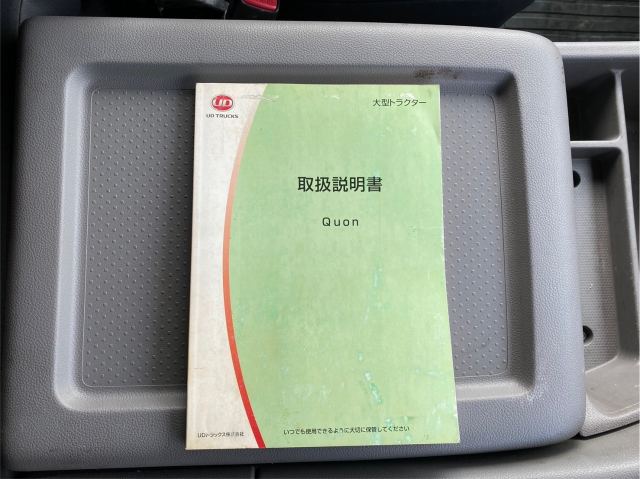 UD
UD TRUCKS
大型トラクター
取扱説明書
Quon
いつでも使用できるように大切に保管してください
UDトラックス株式会社